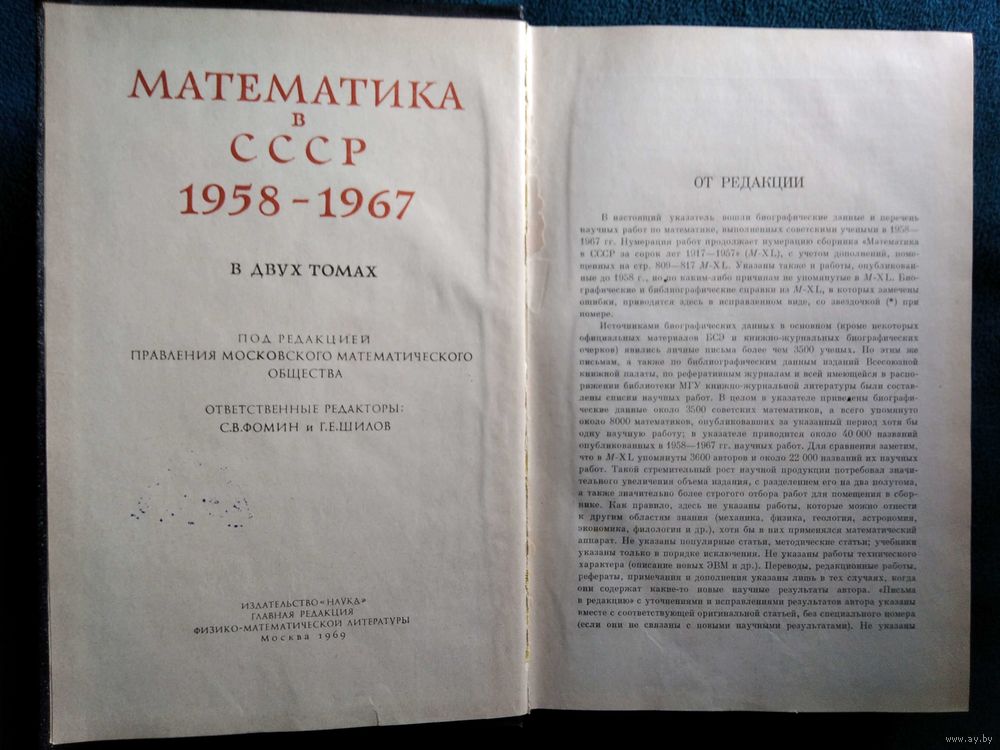 МАТЕМАТИКА
В
СССР
1958-1967
В ДВУХ ТОМАХ
ПОД РЕДАКЦИЕЙ
ПРАВЛЕНИЯ МОСКОВСКОГО МАТЕМАТИЧЕСКОГО
ОБЩЕСТВА
ОТВЕТСТВЕННЫЕ РЕДАКТОРЫ:
С.В.ФОМИН и Г.Е.ШИЛОВ
ИЗДАТЕЛЬСТВО «НАУКА»
ГЛАВНАЯ РЕДАКЦИЯ
ФИЗИКО-МАТЕМАТИЧЕСКОЙ ЛИТЕРАТУРЫ
Москва 1969
ОТ РЕДАКЦИИ
В настоящий указатель вошли биографические данные и перечень
научных работ по математике, выполненных советскими учеными в 1958—
1967 гг. Нумерация работ продолжает нумерацию сборника «Математика
в СССР за сорок лет 1917—1957» (M-XL), с учетом дополнений, поме-
щенных на стр. 809—817 M-XL. Указаны также и работы, опубликован-
ные до 1958 г., но по каким-либо причинам не упомянутые в M-XL. Био-
графические и библиографические справки из M-XL, в которых замечены
ошибки, приводятся здесь в исправленном виде, со звездочкой (*) при
номере.
Источниками биографических данных в основном (кроме некоторых
официальных материалов БСЭ и книжно-журнальных биографических
очерков) явились личные письма более чем 3500 ученых. По этим же
письмам, а также по библиографическим данным изданий Всесоюзной
книжной палаты, по реферативным журналам и всей имеющейся в распо-
ряжении библиотеки МГУ книжно-журнальной литературы были состав-
лены списки научных работ. В целом в указателе приведены биографи-
ческие данные около 3500 советских математиков, а всего упомянуто
около 8000 математиков, опубликовавших за указанный период хотя бы
одну научную работу; в указателе приводится около 40 000 названий
опубликованных в 1958—1967 гг. научных работ. Для сравнения заметим,
что в M-XL упомянуты 3600 авторов и около 22 000 названий их научных
работ. Такой стремительный рост научной продукции потребовал значи-
тельного увеличения объема издания, с разделением его на два полутома,
а также значительно более строгого отбора работ для помещения в сбор-
нике. Как правило, здесь не указаны работы, которые можно отнести
к другим областям знания (механика, физика, геология, астрономия,
экономика, филология и др.), хотя бы в них применялся математический
аппарат. Не указаны популярные статьи, методические статьи; учебники
указаны только в порядке исключения. Не указаны работы технического
характера (описание новых ЭВМ и др.). Переводы, редакционные работы,
рефераты, примечания и дополнения указаны лишь в тех случаях, когда
они содержат какие-то новые научные результаты автора. «Письма
в редакцию» с уточнениями и исправлениями результатов автора указаны
вместе с соответствующей оригинальной статьей, без специального номера
(если они не связаны с новыми научными результатами). Не указаны
www.ay.by